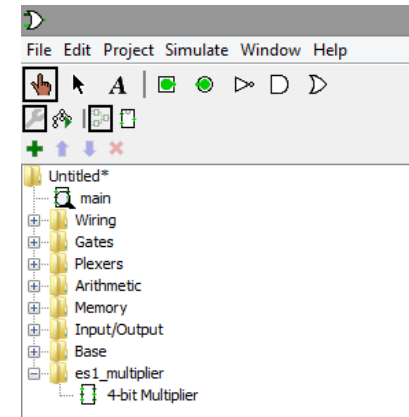 File Edit Project Simulate Window Help
A
Untitled*
main
Wiring
Gates
Plexers
Arithmetic
Memory
Input/Output
Base
es1_multiplier
4-bit Multiplier